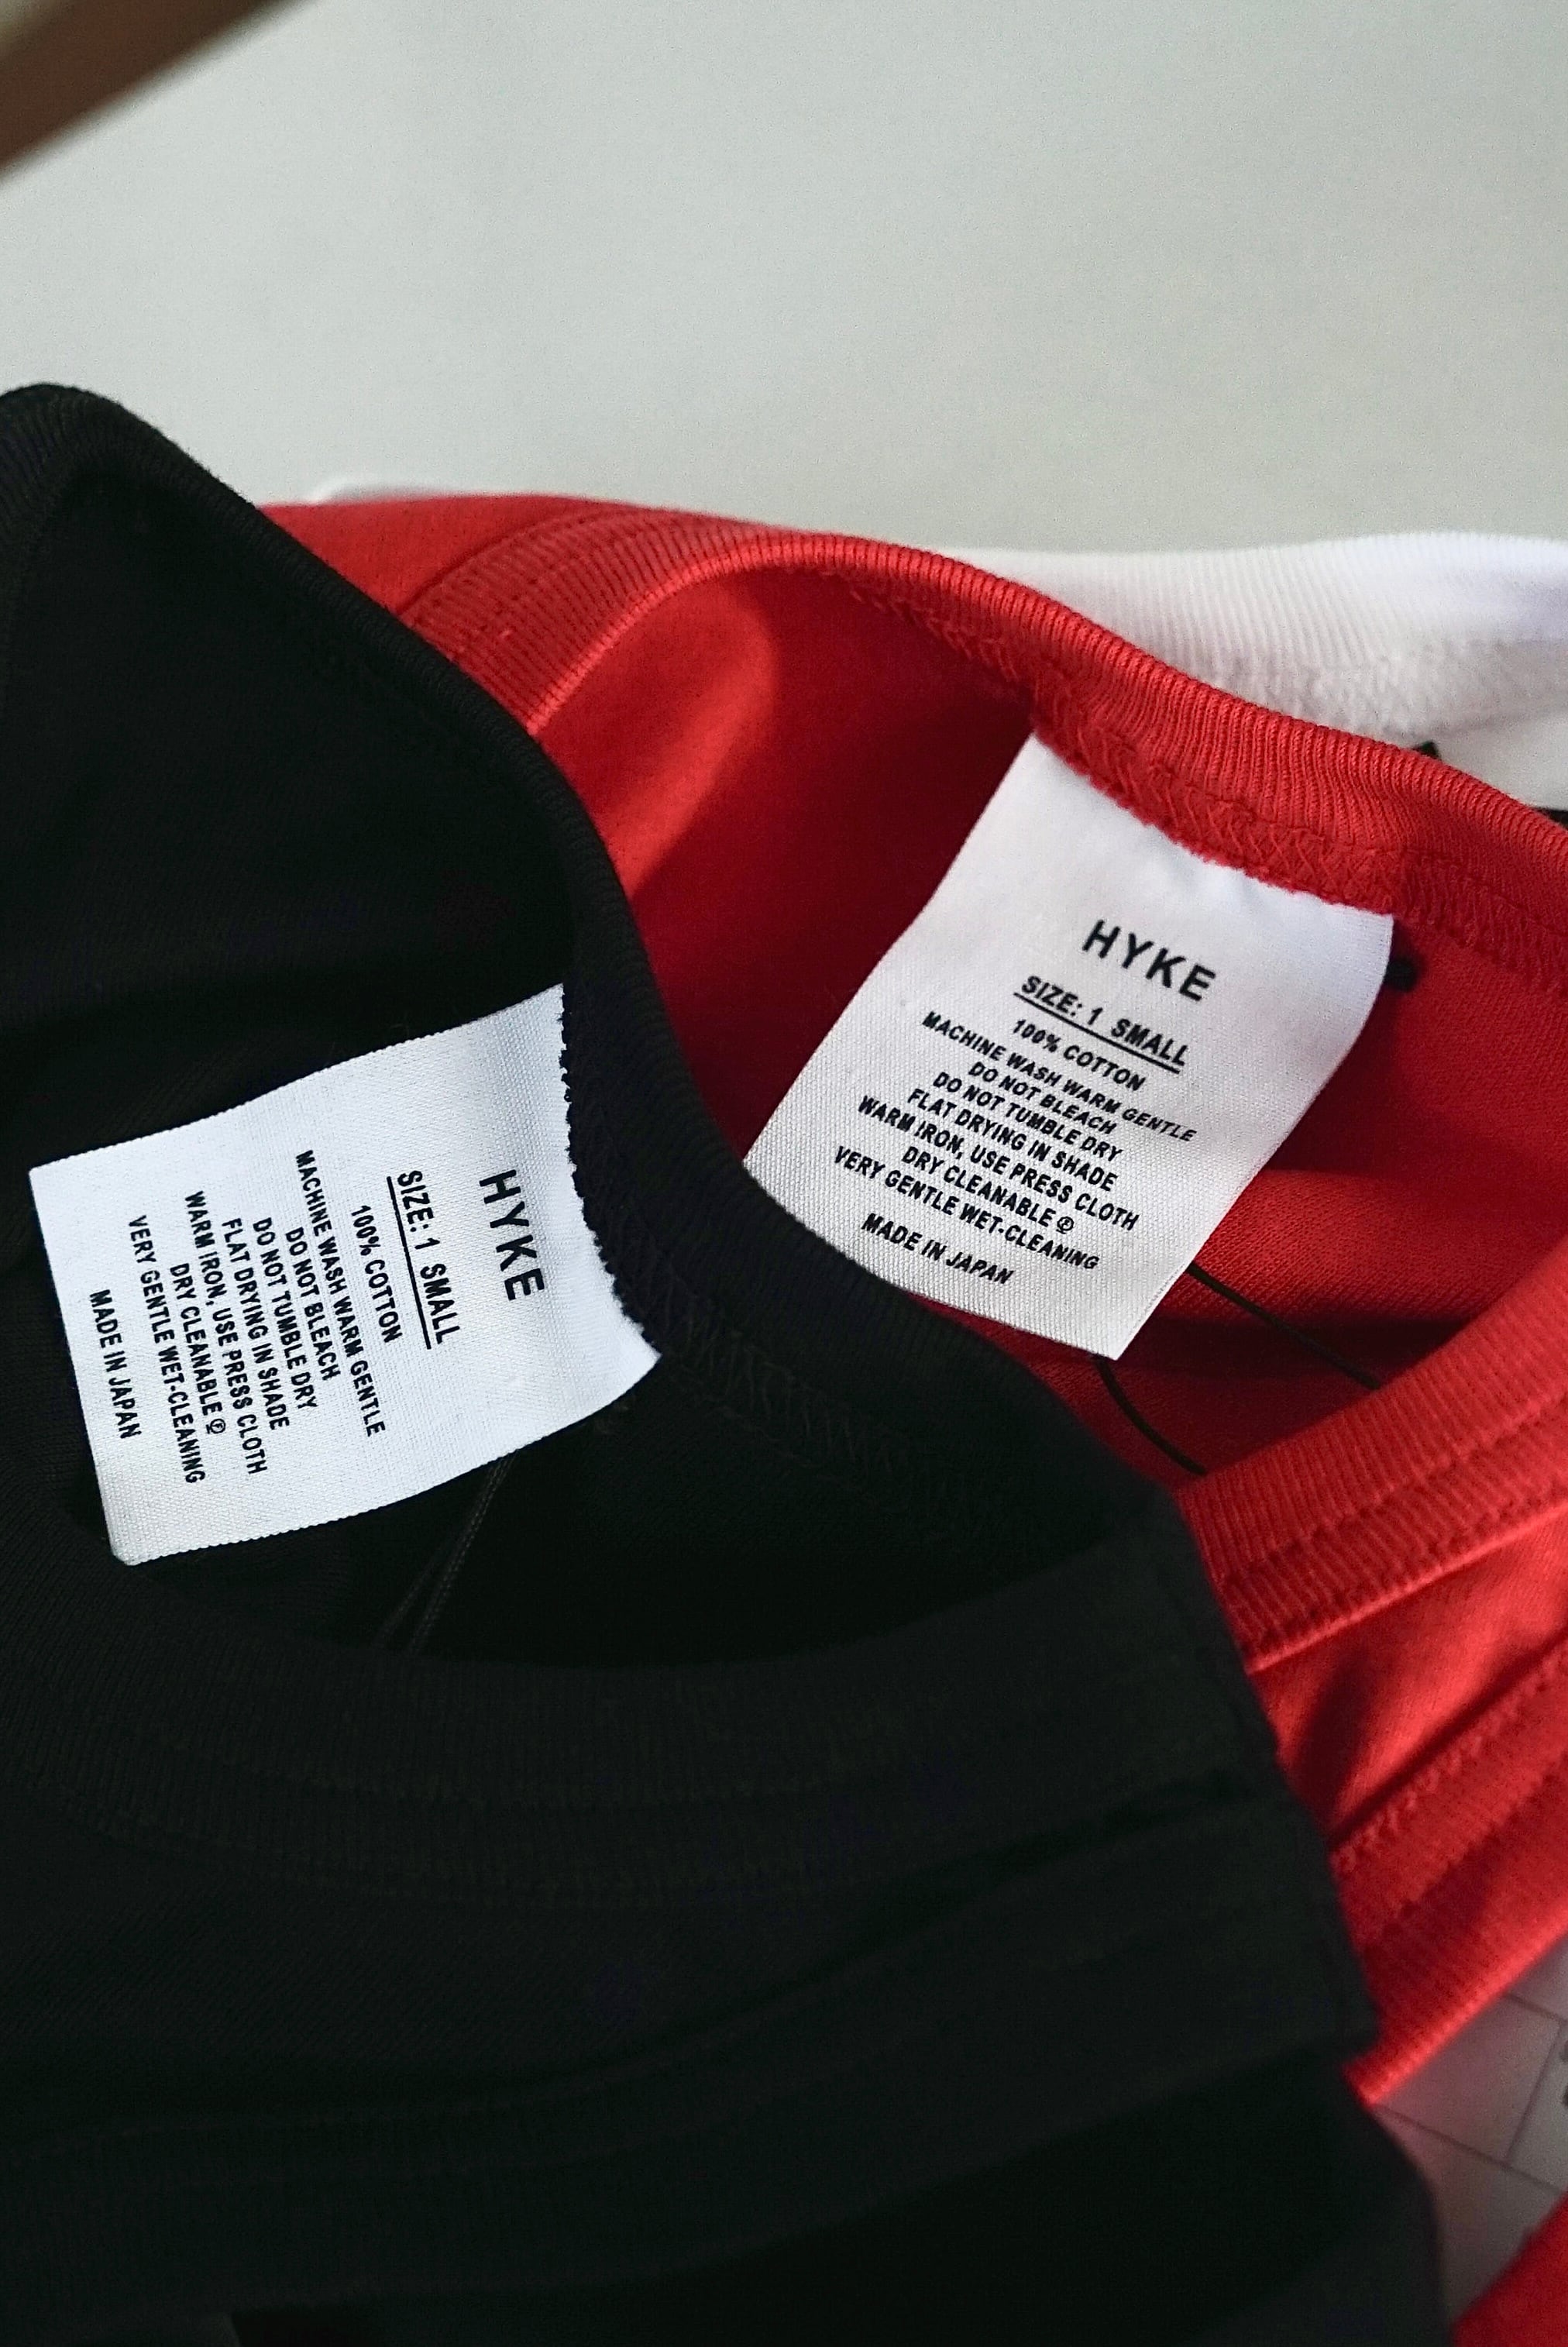 HYKE
SIZE: 1 SMALL
100% COTTON
MACHINE WASH WARM GENTLE
DO NOT BLEACH
DO NOT TUMBLE DRY
FLAT DRYING IN SHADE
WARM IRON, USE PRESS CLOTH
DRY CLEANABLE Ⓟ
VERY GENTLE WET-CLEANING
MADE IN JAPAN
HYKE
SIZE: 1 SMALL
100% COTTON
MACHINE WASH WARM GENTLE
DO NOT BLEACH
DO NOT TUMBLE DRY
FLAT DRYING IN SHADE
WARM IRON, USE PRESS CLOTH
DRY CLEANABLE Ⓟ
VERY GENTLE WET-CLEANING
MADE IN JAPAN